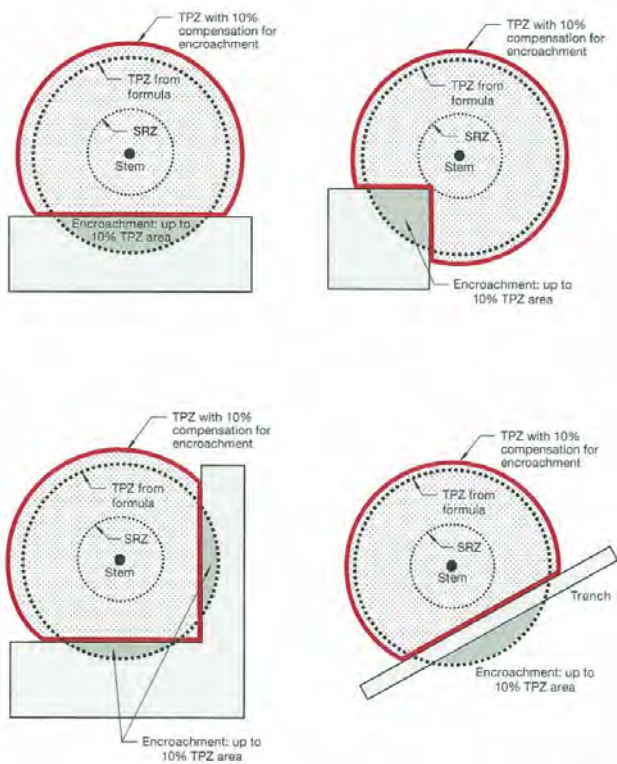 TPZ with 10%
compensation for
encroachment
TPZ from
formula
SRZ
Stem
Encroachment: up to
10% TPZ area
TPZ with 10%
compensation for
encroachment
TPZ from
formula
SRZ
Stem
Encroachment: up to
10% TPZ area
TPZ with 10%
compensation for
encroachment
TPZ from
formula
SRZ
Stem
Encroachment: up to
10% TPZ area
TPZ with 10%
compensation for
encroachment
TPZ from
formula
SRZ
Stem
Trench
Encroachment: up to
10% TPZ area